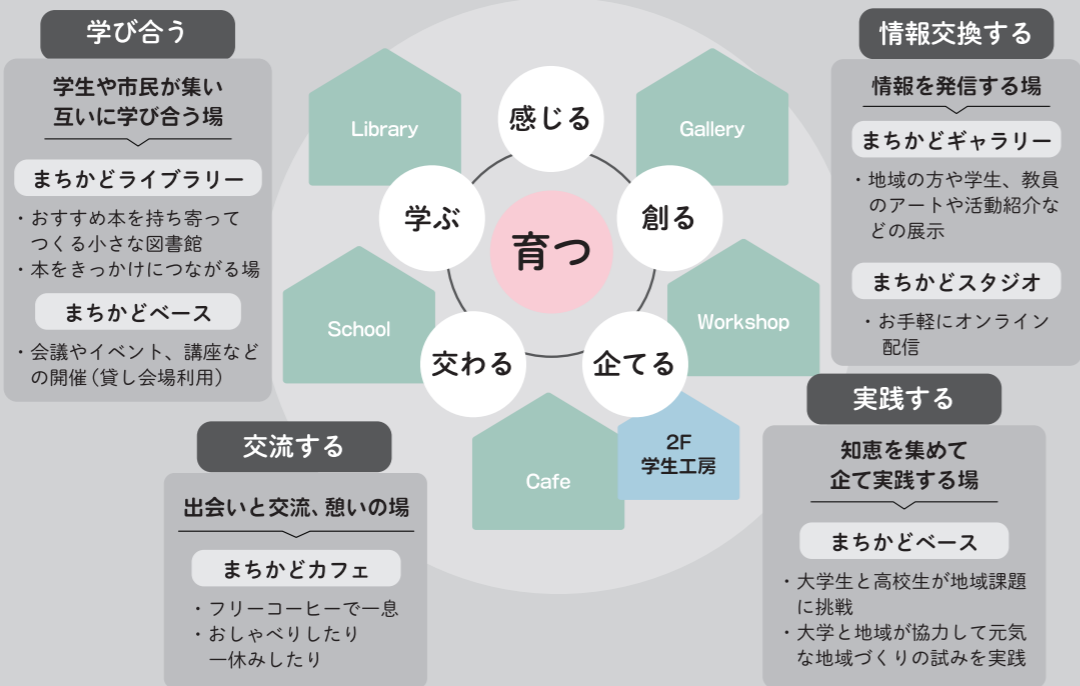 学び合う
学生や市民が集い
互いに学び合う場
まちかどライブラリー
・おすすめ本を持ち寄って
つくる小さな図書館
・本をきっかけにつながる場
まちかどベース
・会議やイベント、講座など
の開催（貸し会場利用）
Library
感じる
Gallery
学ぶ
育つ
創る
School
Workshop
交わる
企てる
Cafe
2F
学生工房
情報交換する
情報を発信する場
まちかどギャラリー
・地域の方や学生、教員
のアートや活動紹介な
どの展示
まちかどスタジオ
・お手軽にオンライン
配信
交流する
出会いと交流、憩いの場
まちかどカフェ
・フリーコーヒーで一息
・おしゃべりしたり
一休みしたり
実践する
知恵を集めて
企て実践する場
まちかどベース
・大学生と高校生が地域課題
に挑戦
・大学と地域が協力して元気
な地域づくりの試みを実践